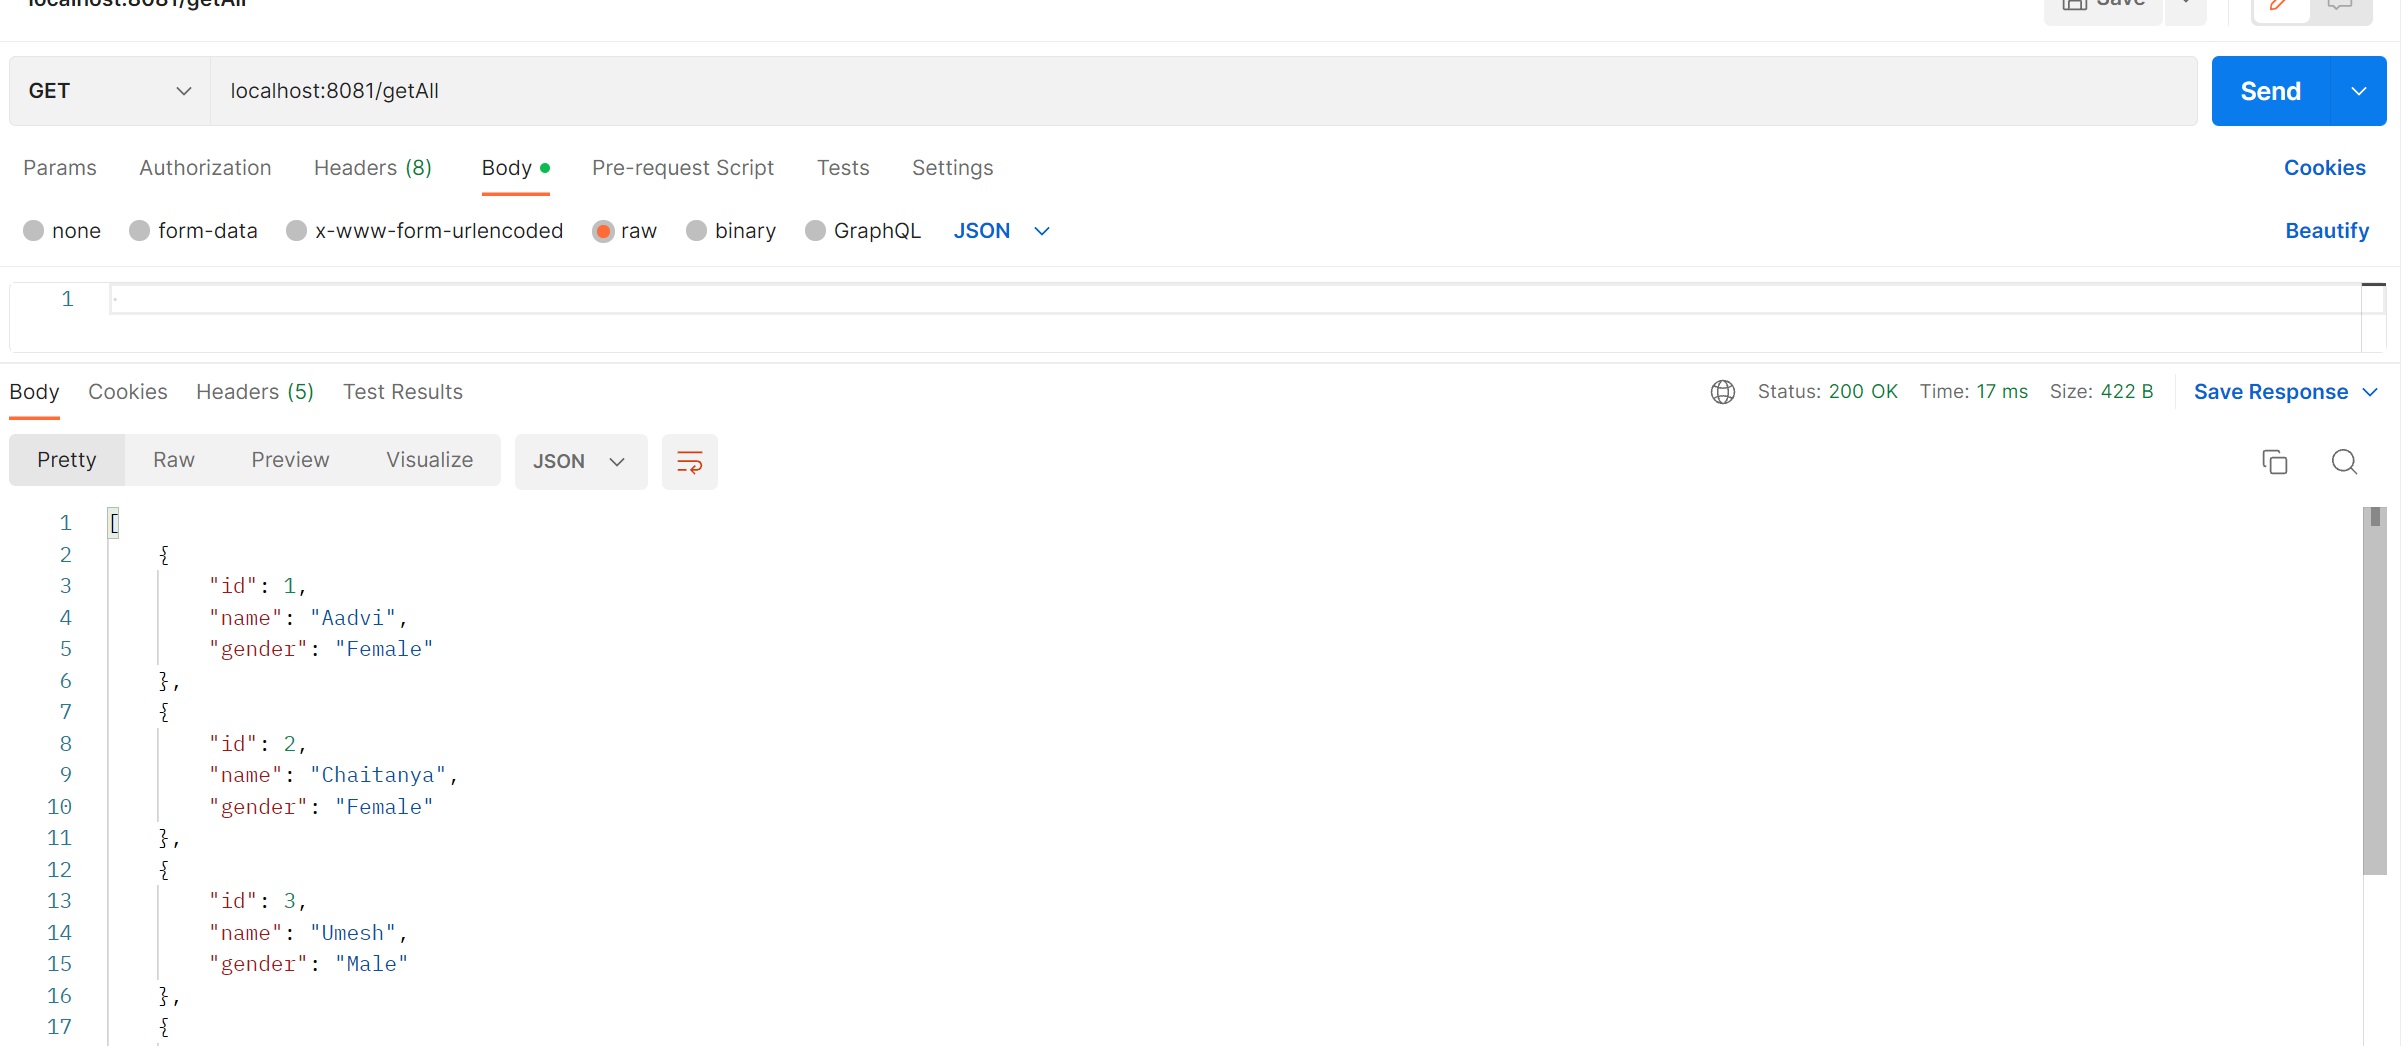 localhost:8081/getAll
Save
GET localhost:8081/getAll Send
Params Authorization Headers (8) Body Pre-request Script Tests Settings Cookies
none form-data x-www-form-urlencoded raw binary GraphQL JSON Beautify
1
Body Cookies Headers (5) Test Results Status: 200 OK Time: 17 ms Size: 422 B Save Response
Pretty Raw Preview Visualize JSON
1 [
2 {
3 "id": 1,
4 "name": "Aadvi",
5 "gender": "Female"
6 },
7 {
8 "id": 2,
9 "name": "Chaitanya",
10 "gender": "Female"
11 },
12 {
13 "id": 3,
14 "name": "Umesh",
15 "gender": "Male"
16 },
17 {